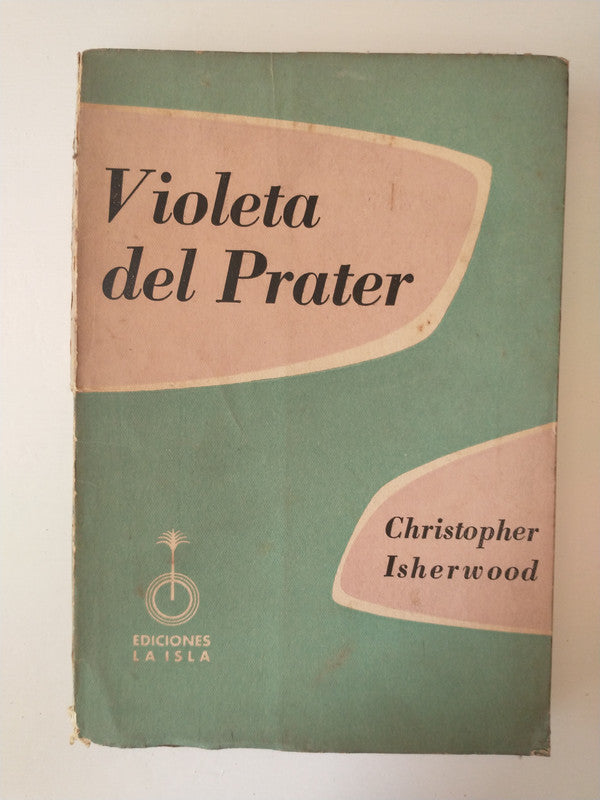 Violeta
del Prater
Christopher
Isherwood
EDICIONES
LA ISLA